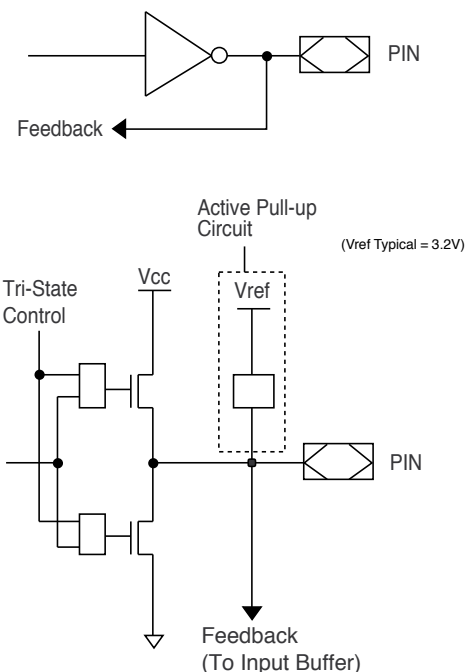 PIN
Feedback
Active Pull-up
Circuit
(Vref Typical = 3.2V)
Vcc
Vref
Tri-State
Control
PIN
Feedback
(To Input Buffer)